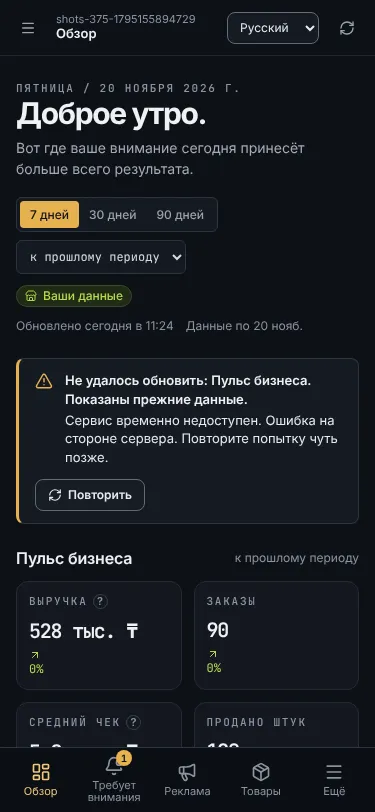 shots-375-1795155894729
Обзор
Русский
ПЯТНИЦА / 20 НОЯБРЯ 2026 Г.
Доброе утро.
Вот где ваше внимание сегодня принесёт
больше всего результата.
7 дней 30 дней 90 дней
к прошлому периоду
Ваши данные
Обновлено сегодня в 11:24 Данные по 20 нояб.
Не удалось обновить: Пульс бизнеса.
Показаны прежние данные.
Сервис временно недоступен. Ошибка на
стороне сервера. Повторите попытку чуть
позже.
Повторить
Пульс бизнеса к прошлому периоду
ВЫРУЧКА ?
528 тыс. ₸
0%
ЗАКАЗЫ
90
0%
СРЕДНИЙ ЧЕК ?
ПРОДАНО ШТУК
Обзор
1
Требует
внимания
Реклама
Товары
Ещё